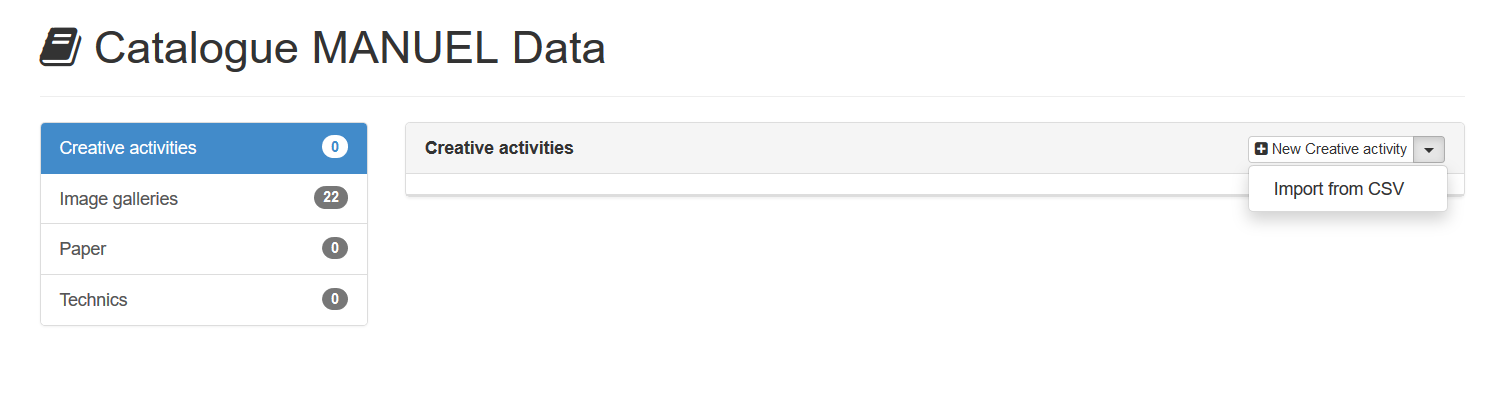 Catalogue MANUEL Data
Creative activities 0
Image galleries 22
Paper 0
Technics 0
Creative activities
New Creative activity
Import from CSV